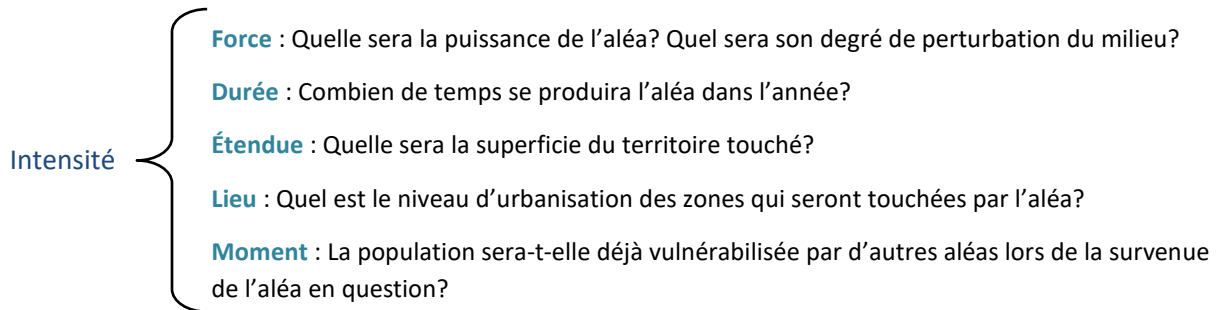 Force : Quelle sera la puissance de l’aléa? Quel sera son degré de perturbation du milieu?
Durée : Combien de temps se produira l’aléa dans l’année?
Étendue : Quelle sera la superficie du territoire touché?
Intensité
Lieu : Quel est le niveau d’urbanisation des zones qui seront touchées par l’aléa?
Moment : La population sera-t-elle déjà vulnérabilisée par d’autres aléas lors de la survenue
de l’aléa en question?